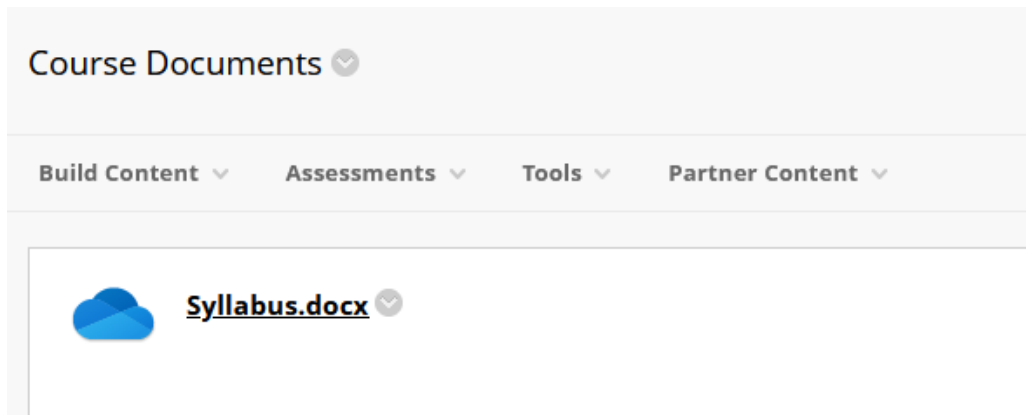 Course Documents
Build Content Assessments Tools Partner Content
Syllabus.docx